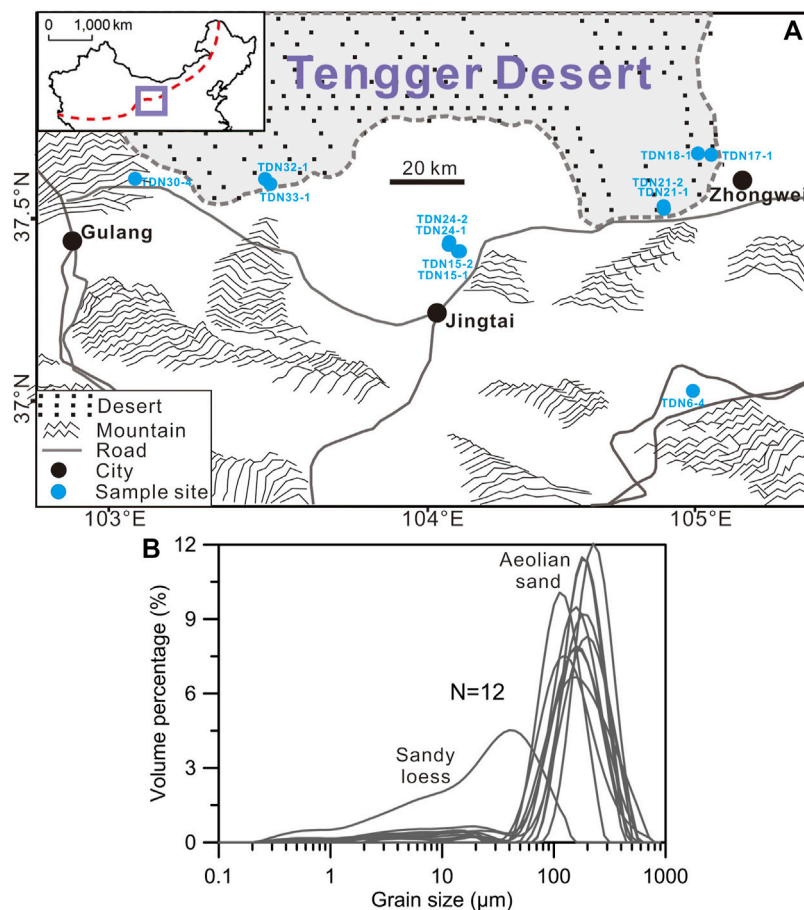 A
0 1,000 km
Tengger Desert
TDN18-1
TDN17-1
TDN32-1
TDN30-4
TDN33-1
20 km
TDN21-2
TDN21-1
Zhongwei
37.5°N
Gulang
TDN24-2
TDN24-1
TDN15-2
TDN15-1
Jingtai
37°N
TDN6-4
Desert
Mountain
Road
City
Sample site
103°E
104°E
105°E
B
12
9
6
3
0
Volume percentage (%)
Aeolian
sand
N=12
Sandy
loess
0.1
1
10
100
1000
Grain size (μm)